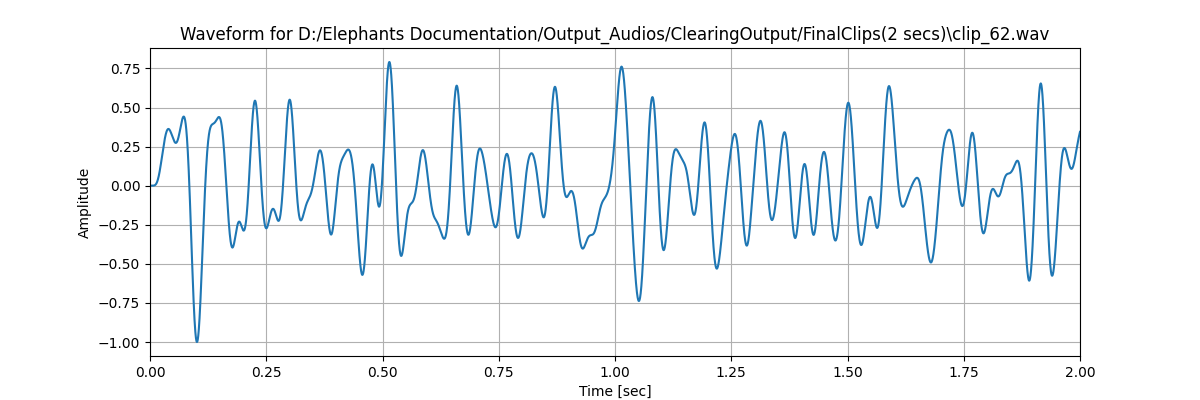 Waveform for D:/Elephants Documentation/Output_Audios/ClearingOutput/FinalClips(2 secs)\clip_62.wav
0.75
0.50
0.25
0.00
−0.25
−0.50
−0.75
−1.00
Amplitude
0.00 0.25 0.50 0.75 1.00 1.25 1.50 1.75 2.00
Time [sec]